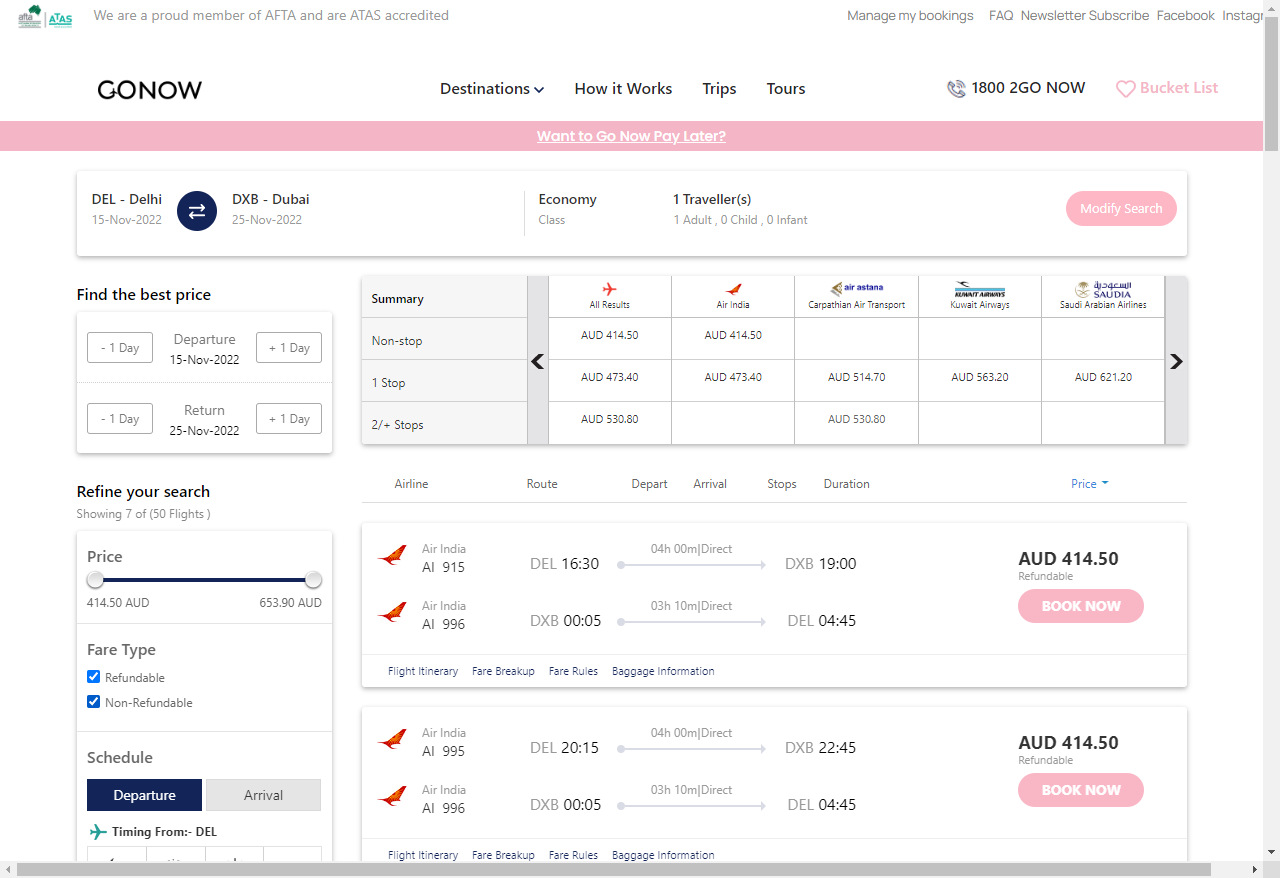 afta ATAS We are a proud member of AFTA and are ATAS accredited Manage my bookings FAQ Newsletter Subscribe Facebook
GONOW Destinations How it Works Trips Tours 1800 2GO NOW Bucket List
Want to Go Now Pay Later?
DEL - Delhi DXB - Dubai Economy 1 Traveller(s) Modify Search
15-Nov-2022 25-Nov-2022 Class 1 Adult , 0 Child , 0 Infant
Find the best price
- 1 Day Departure + 1 Day
15-Nov-2022
- 1 Day Return + 1 Day
25-Nov-2022
Summary All Results Air India air astana Carpathian Air Transport KUWAIT AIRWAYS Kuwait Airways السعودية SAUDIA Saudi Arabian Airlines
Non-stop AUD 414.50 AUD 414.50
1 Stop AUD 473.40 AUD 473.40 AUD 514.70 AUD 563.20 AUD 621.20
2/+ Stops AUD 530.80 AUD 530.80
Refine your search
Showing 7 of (50 Flights )
Price
414.50 AUD 653.90 AUD
Fare Type
Refundable
Non-Refundable
Schedule
Departure Arrival
Timing From:- DEL
Airline Route Depart Arrival Stops Duration Price
Air India 04h 00m|Direct AUD 414.50
AI 915 DEL 16:30 DXB 19:00 Refundable
Air India 03h 10m|Direct BOOK NOW
AI 996 DXB 00:05 DEL 04:45
Flight Itinerary Fare Breakup Fare Rules Baggage Information
Air India 04h 00m|Direct AUD 414.50
AI 995 DEL 20:15 DXB 22:45 Refundable
Air India 03h 10m|Direct BOOK NOW
AI 996 DXB 00:05 DEL 04:45
Flight Itinerary Fare Breakup Fare Rules Baggage Information